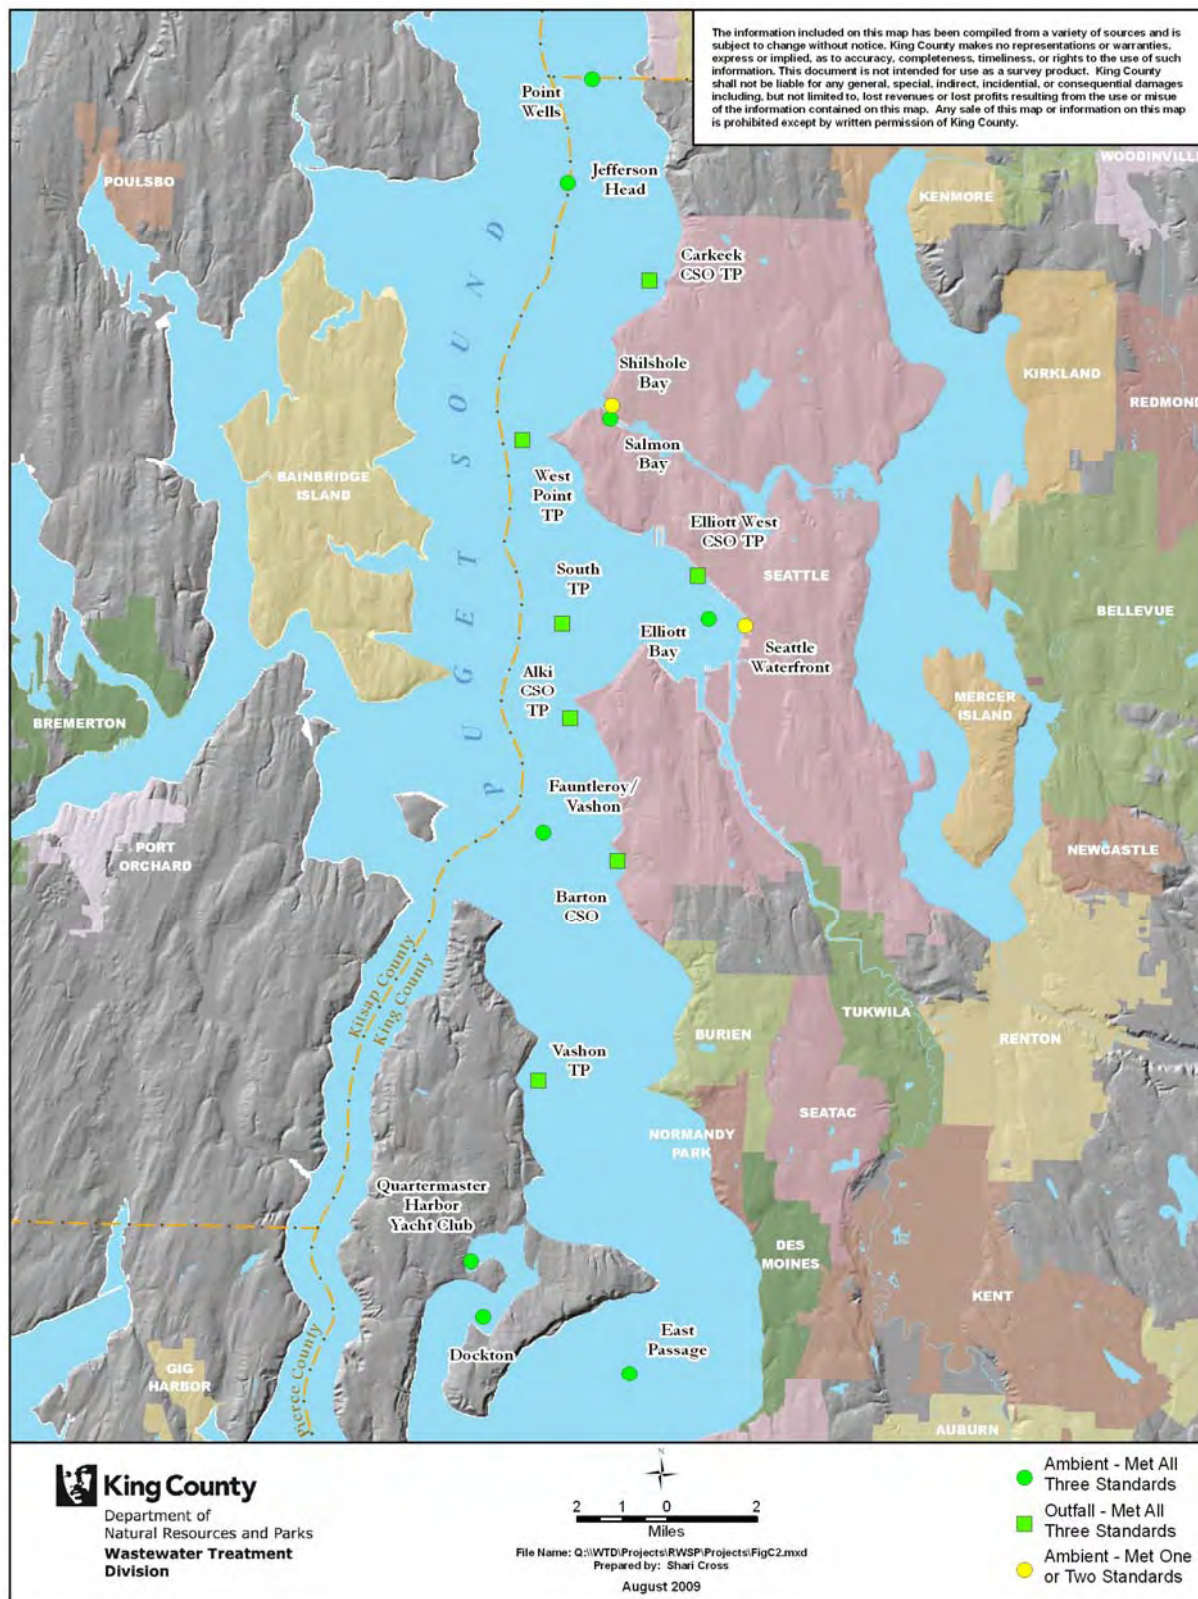 The information included on this map has been compiled from a variety of sources and is
subject to change without notice. King County makes no representations or warranties,
express or implied, as to accuracy, completeness, timeliness, or rights to the use of such
information. This document is not intended for use as a survey product. King County
shall not be liable for any general, special, indirect, incidental, or consequential damages
including, but not limited to, lost revenues or lost profits resulting from the use or misue
of the information contained on this map. Any sale of this map or information on this map
is prohibited except by written permission of King County.
Point
Wells
WOODINVILLE
POULSBO
Jefferson
Head
KENMORE
PUGET SOUND
Carkeek
CSO TP
Shilshole
Bay
KIRKLAND
REDMOND
Salmon
Bay
BAINBRIDGE
ISLAND
West
Point
TP
Elliott West
CSO TP
South
TP
SEATTLE
BELLEVUE
Elliott
Bay
Seattle
Waterfront
Alki
CSO
TP
MERCER
ISLAND
BREMERTON
Fauntleroy/
Vashon
PORT
ORCHARD
NEWCASTLE
Barton
CSO
Kitsap County
King County
TUKWILA
BURIEN
RENTON
Vashon
TP
SEATAC
NORMANDY
PARK
Quartermaster
Harbor
Yacht Club
DES
MOINES
KENT
East
Passage
Dockton
GIG
HARBOR
Pierce County
AUBURN
King County
Department of
Natural Resources and Parks
Wastewater Treatment
Division
N
2 1 0 2
Miles
File Name: Q:\\WTD\Projects\RWSP\Projects\FigC2.mxd
Prepared by: Shari Cross
August 2009
Ambient - Met All
Three Standards
Outfall - Met All
Three Standards
Ambient - Met One
or Two Standards